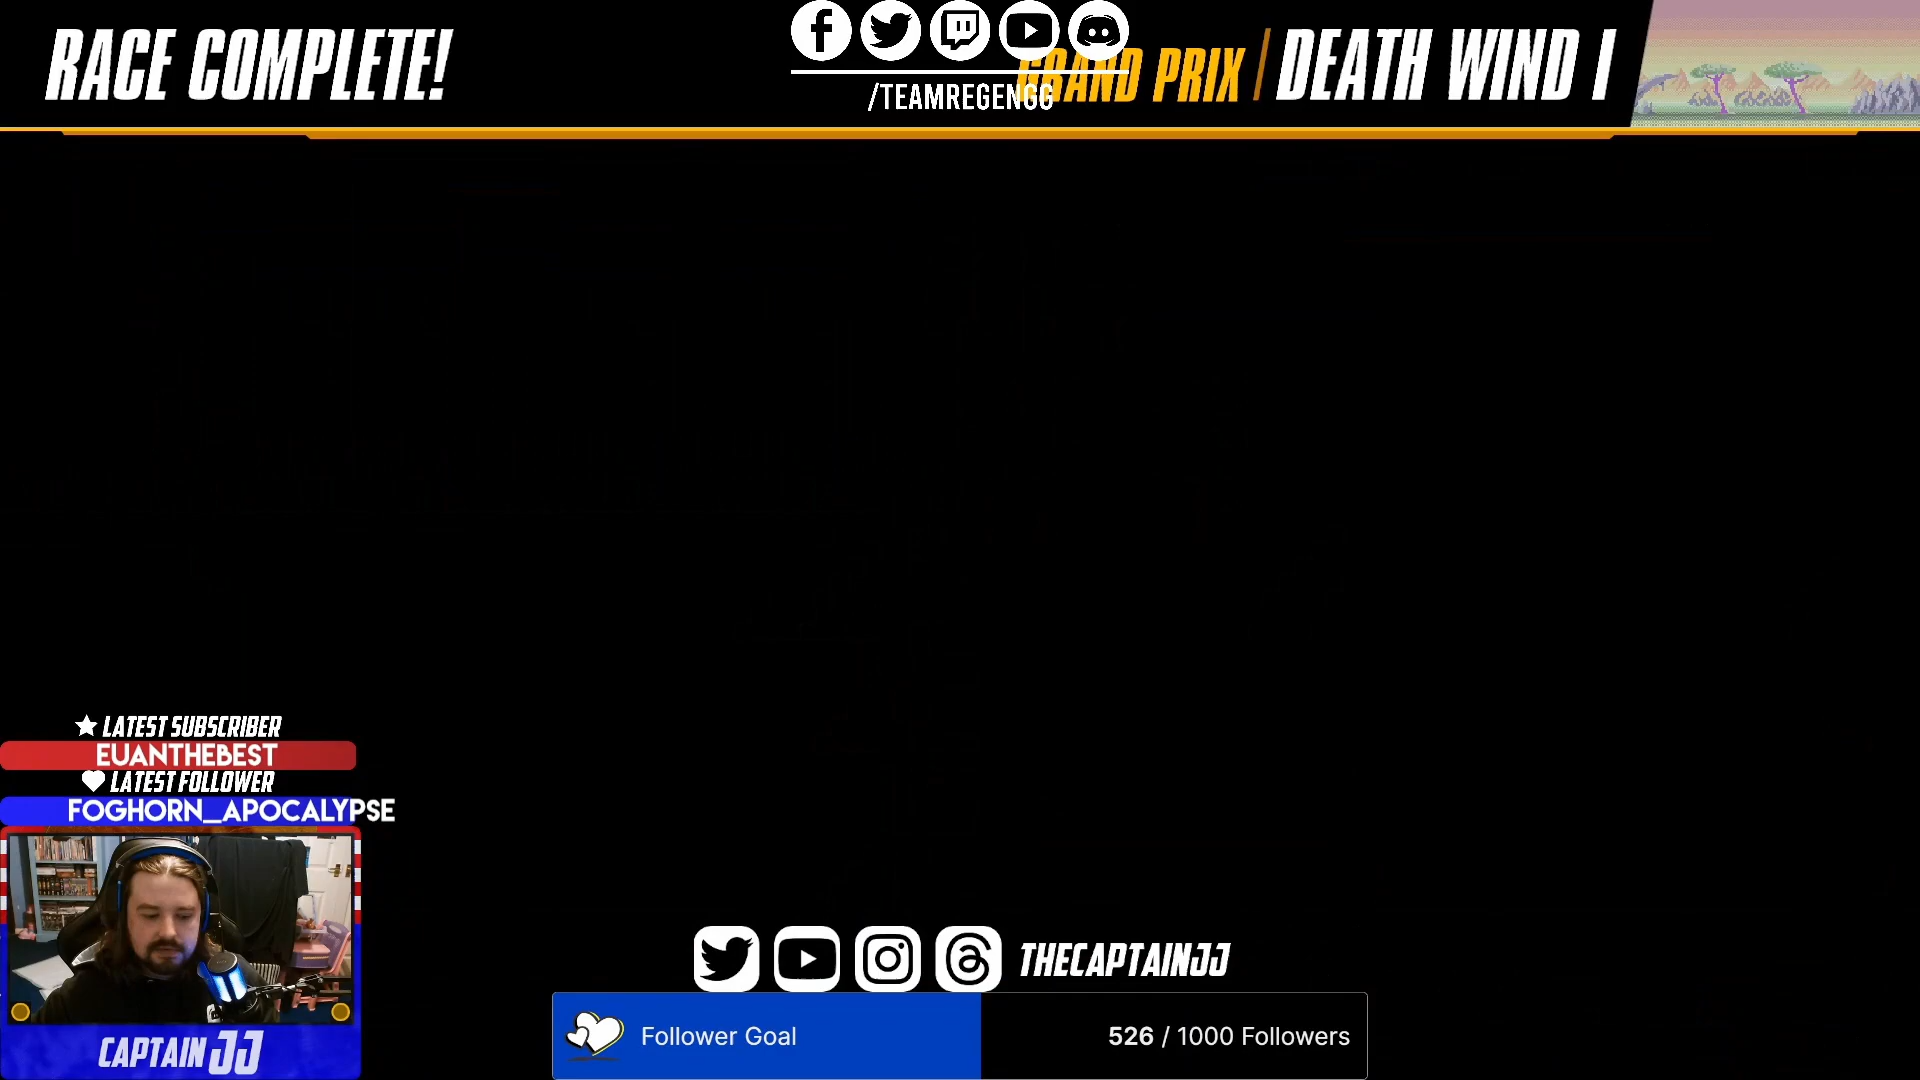 RACE COMPLETE!
GRAND PRIX / DEATH WIND I
/TEAMREGENGG
LATEST SUBSCRIBER
EUANTHEBEST
LATEST FOLLOWER
FOGHORN_APOCALYPSE
CAPTAIN JJ
THECAPTAINJJ
Follower Goal
526 / 1000 Followers